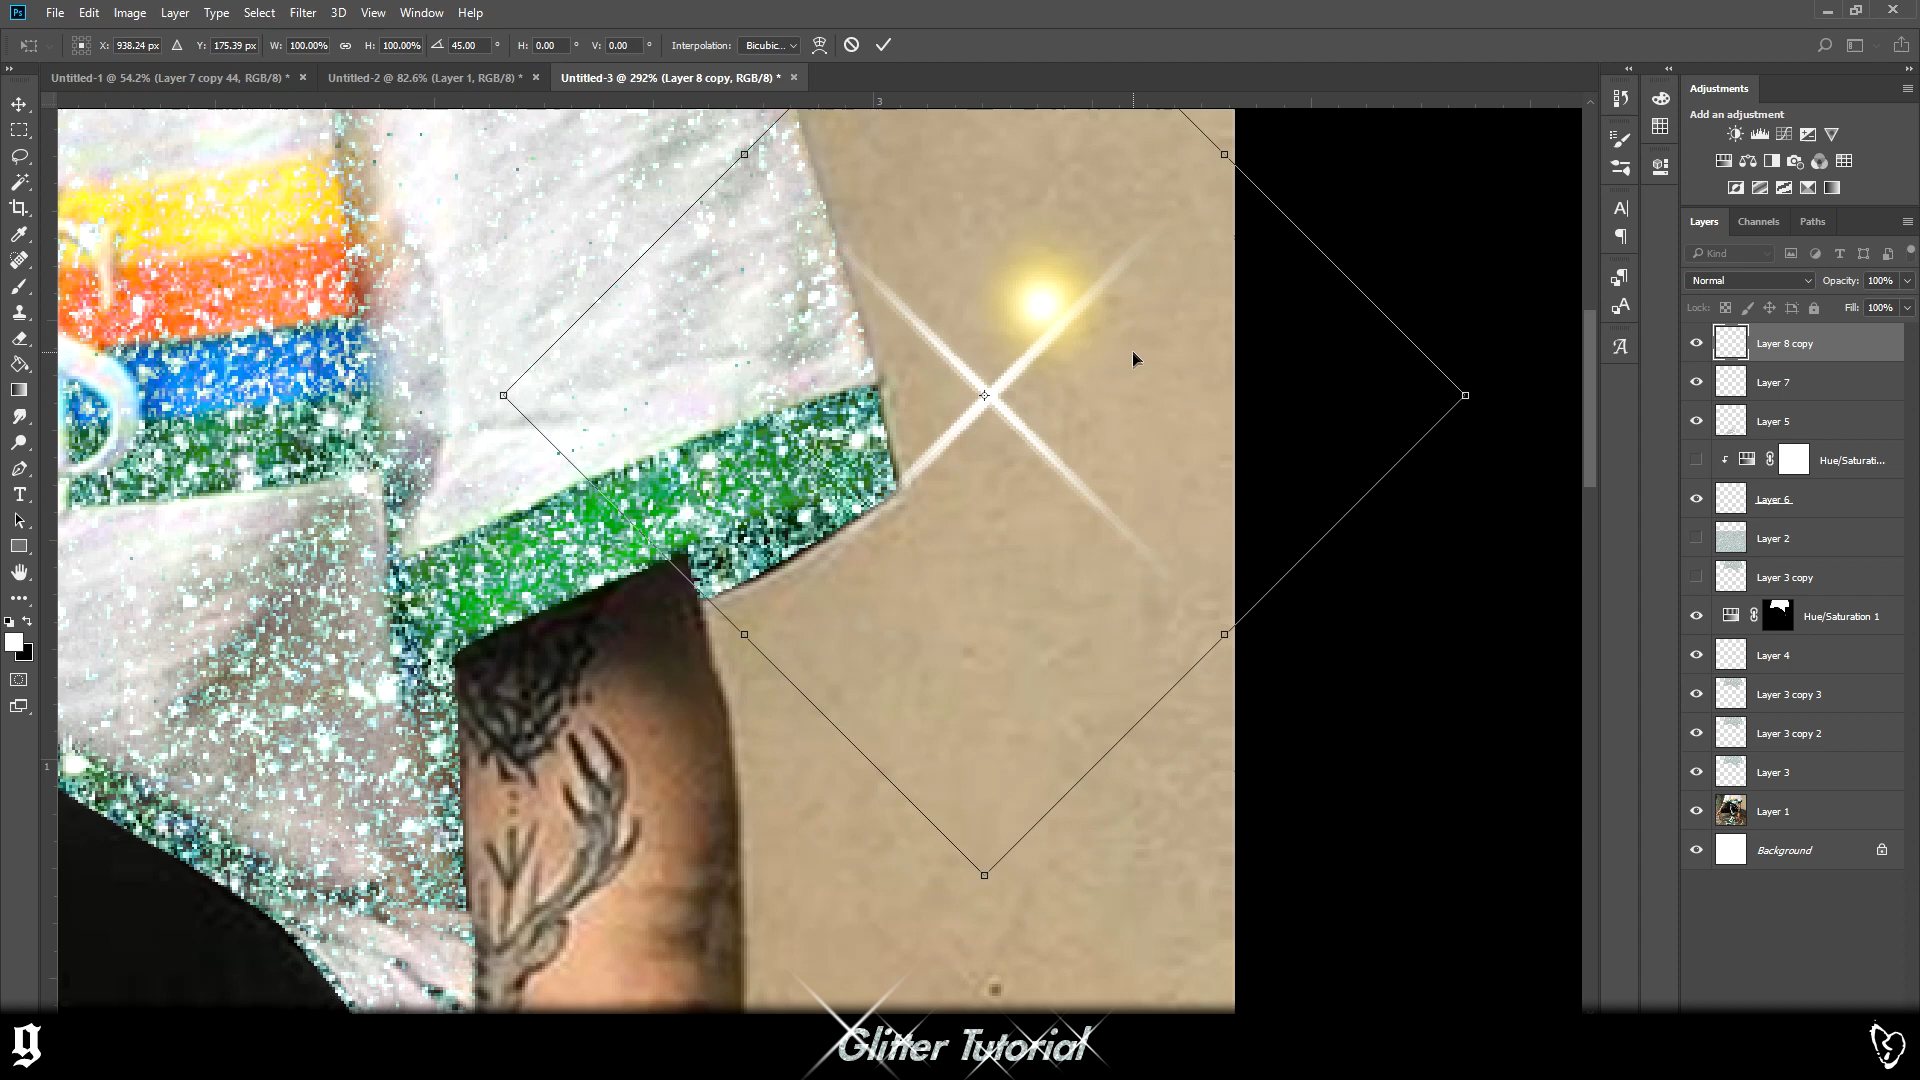 Ps File Edit Image Layer Type Select Filter 3D View Window Help
X: 938.24 px Y: 175.39 px W: 100.00% H: 100.00% 45.00 ° H: 0.00 ° V: 0.00 ° Interpolation: Bicubic...
Untitled-1 @ 54.2% (Layer 7 copy 44, RGB/8) * Untitled-2 @ 82.6% (Layer 1, RGB/8) * Untitled-3 @ 292% (Layer 8 copy, RGB/8) *
3
1
Adjustments
Add an adjustment
Layers Channels Paths
Kind
Normal Opacity: 100%
Lock: Fill: 100%
Layer 8 copy
Layer 7
Layer 5
Hue/Saturati...
Layer 6
Layer 2
Layer 3 copy
Hue/Saturation 1
Layer 4
Layer 3 copy 3
Layer 3 copy 2
Layer 3
Layer 1
Background
g Glitter Tutorial